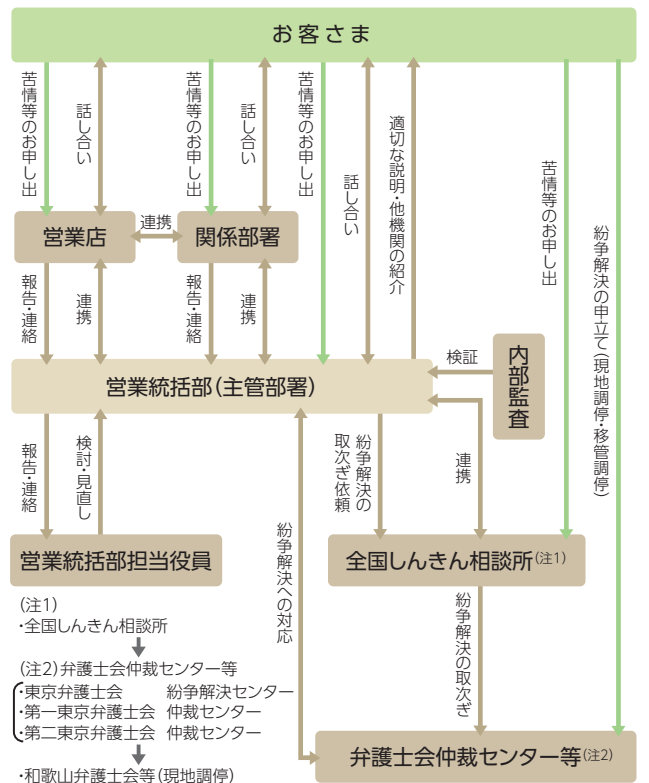 お客さま
苦情等のお申し出
話し合い
苦情等のお申し出
話し合い
苦情等のお申し出
話し合い
適切な説明・他機関の紹介
苦情等のお申し出
紛争解決の申立て(現地調停・移管調停)
営業店
連携
関係部署
報告・連絡
連携
報告・連絡
連携
営業統括部(主管部署)
検証
内部監査
報告・連絡
検討・見直し
紛争解決への対応
紛争解決の
取次ぎ依頼
連携
営業統括部担当役員
全国しんきん相談所(注1)
紛争解決の取次ぎ
弁護士会仲裁センター等(注2)
(注1)
・全国しんきん相談所
(注2)弁護士会仲裁センター等
・東京弁護士会 紛争解決センター
・第一東京弁護士会 仲裁センター
・第二東京弁護士会 仲裁センター
・和歌山弁護士会等(現地調停)